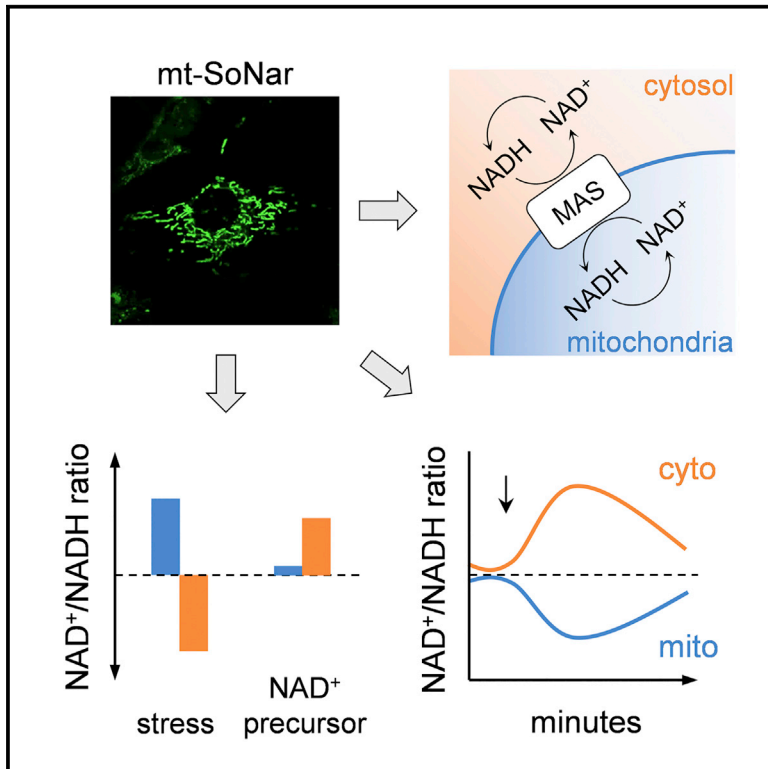 mt-SoNar
cytosol
NAD⁺
NADH
MAS
NAD⁺
NADH
mitochondria
NAD⁺/NADH ratio
stress
NAD⁺
precursor
NAD⁺/NADH ratio
cyto
mito
minutes